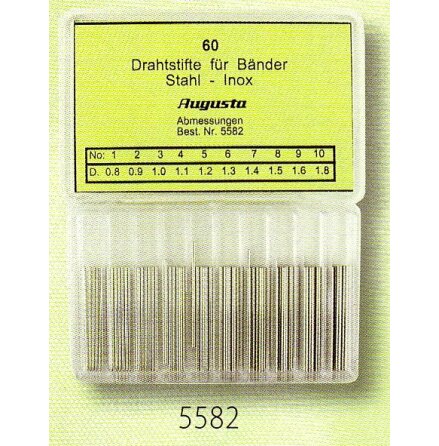 60
Drahtstifte für Bänder
Stahl - Inox
Augusta
Abmessungen
Best. Nr. 5582
No: 1 2 3 4 5 6 7 8 9 10
D. 0.8 0.9 1.0 1.1 1.2 1.3 1.4 1.5 1.6 1.8
5582